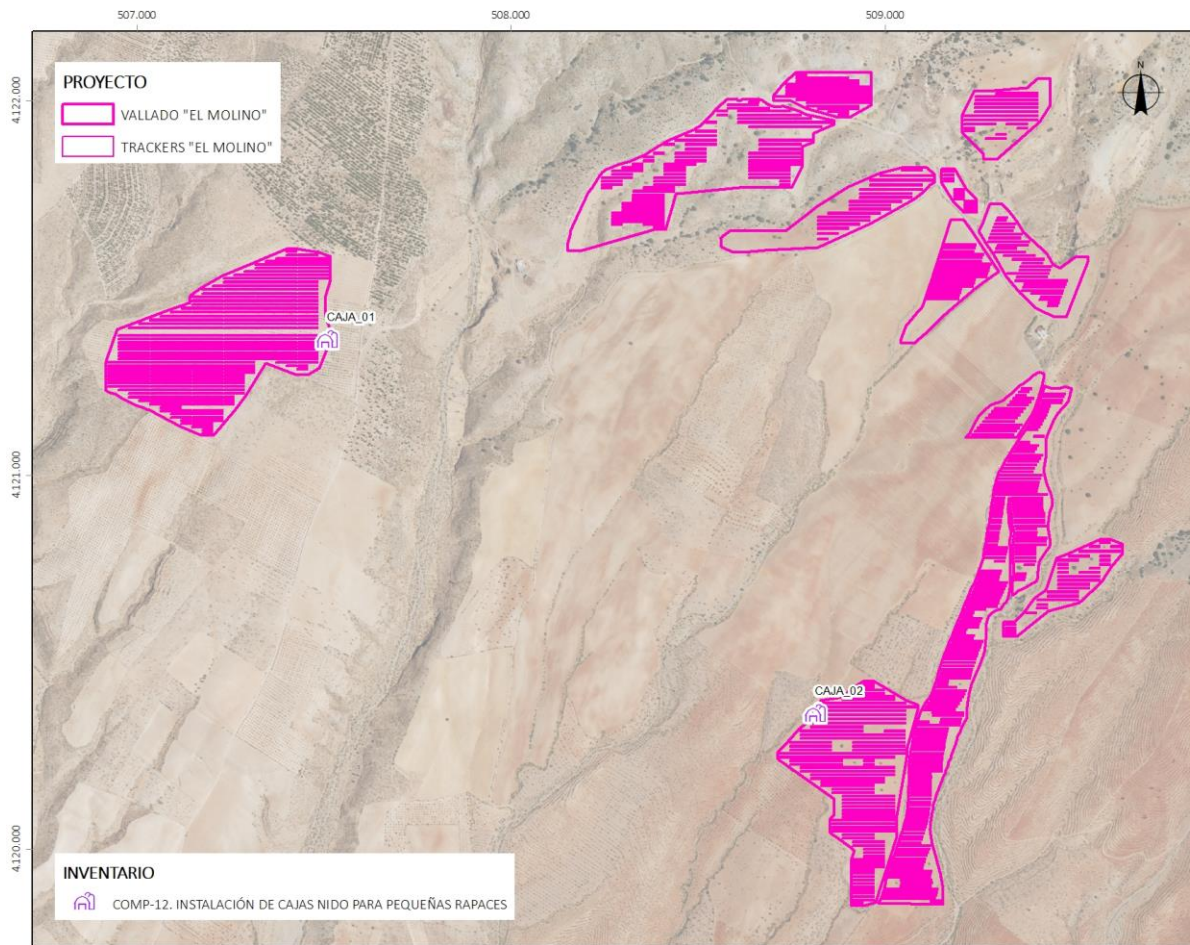 507.000 508.000 509.000
4.122.000
4.121.000
4.120.000
N
PROYECTO
VALLADO "EL MOLINO"
TRACKERS "EL MOLINO"
CAJA_01
CAJA_02
INVENTARIO
COMP-12. INSTALACIÓN DE CAJAS NIDO PARA PEQUEÑAS RAPACES